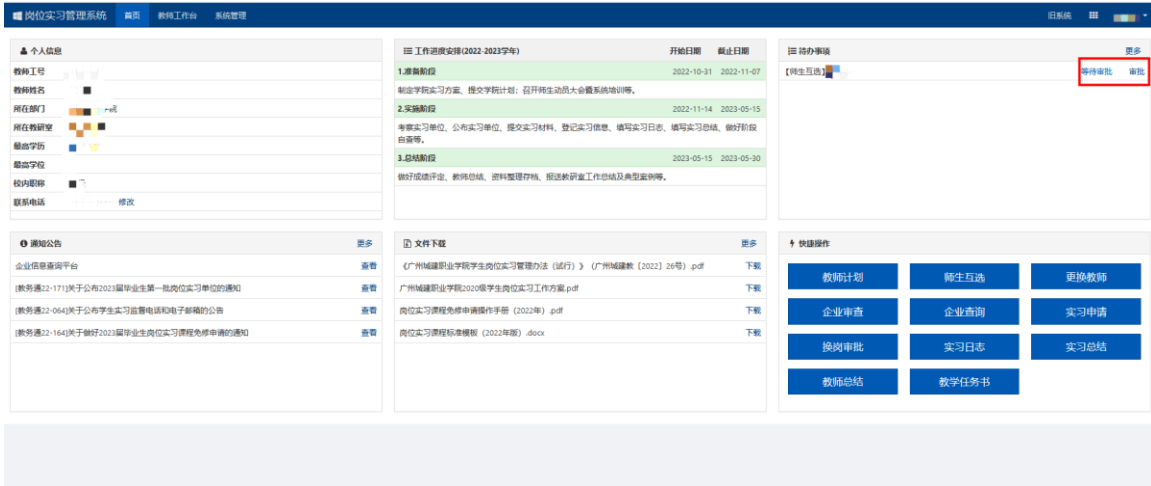 岗位实习管理系统 首页 教师工作台 系统管理 旧系统
个人信息
教师工号
教师姓名
所在部门
所在教研室
最高学历
最高学位
校内职称
联系电话 修改
工作进度安排(2022-2023学年) 开始日期 截止日期
1.准备阶段 2022-10-31 2022-11-07
制定学院实习方案、提交学院计划；召开师生动员大会暨系统培训等。
2.实施阶段 2022-11-14 2023-05-15
考察实习单位、公布实习单位、提交实习材料、登记实习信息、填写实习日志、填写实习总结、做好阶段
自查等。
3.总结阶段 2023-05-15 2023-05-30
做好成绩评定、教师总结、资料整理存档、报送教研室工作总结及典型案例等。
待办事项 更多
【师生互选】 等待审批 审批
通知公告 更多
企业信息查询平台 查看
[教务通22-171]关于公布2023届毕业生第一批岗位实习单位的通知 查看
[教务通22-064]关于公布学生实习监督电话和电子邮箱的公告 查看
[教务通22-164]关于做好2023届毕业生岗位实习课程免修申请的通知 查看
文件下载 更多
《广州城建职业学院学生岗位实习管理办法（试行）》（广州城建教〔2022〕26号）.pdf 下载
广州城建职业学院2020级学生岗位实习工作方案.pdf 下载
岗位实习课程免修申请操作手册（2022年）.pdf 下载
岗位实习课程标准模板（2022年版）.docx 下载
快捷操作
教师计划 师生互选 更换教师
企业审查 企业查询 实习申请
换岗审批 实习日志 实习总结
教师总结 教学任务书